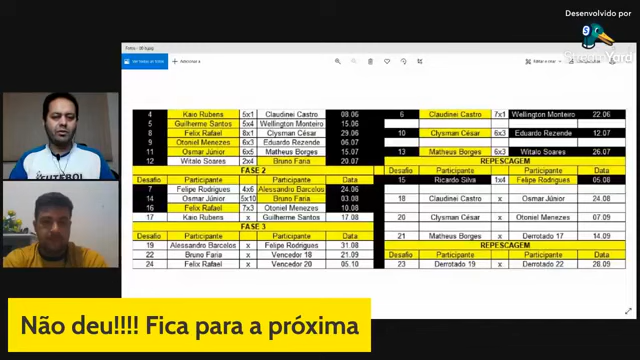 Desenvolvido por
StreamYard
Adicionar a
Editar e criar
4 Kaio Rubens 5x1 Claudinei Castro 08.06
5 Guilherme Santos 5x4 Wellington Monteiro 15.06
8 Felix Rafael 8x1 Clysman César 29.06
9 Otoniel Menezes 6x3 Eduardo Rezende 06.07
11 Osmar Júnior 6x5 Matheus Borges 15.07
12 Witalo Soares 2x4 Bruno Faria 20.07
FASE 2
Desafio Participante Participante Data
7 Felipe Rodrigues 4x6 Alessandro Barcelos 24.06
14 Osmar Júnior 5x10 Bruno Faria 03.08
16 Felix Rafael 7x3 Otoniel Menezes 10.08
17 Kaio Rubens x Guilherme Santos 17.08
FASE 3
Desafio Participante Participante Data
19 Alessandro Barcelos x Felipe Rodrigues 31.08
22 Bruno Faria x Vencedor 18 21.09
24 Felix Rafael x Vencedor 20 05.10
6 Claudinei Castro 7x1 Wellington Monteiro 22.06
10 Clysman César 6x3 Eduardo Rezende 12.07
13 Matheus Borges 6x3 Witalo Soares 26.07
REPESCAGEM
Desafio Participante Participante Data
15 Ricardo Silva 1x4 Felipe Rodrigues 05.08
18 Claudinei Castro x Osmar Júnior 24.08
20 Clysman César x Otoniel Menezes 07.09
21 Matheus Borges x Derrotado 17 14.09
REPESCAGEM
Desafio Participante Participante Data
23 Derrotado 19 x Derrotado 22 28.09
Não deu!!!! Fica para a próxima